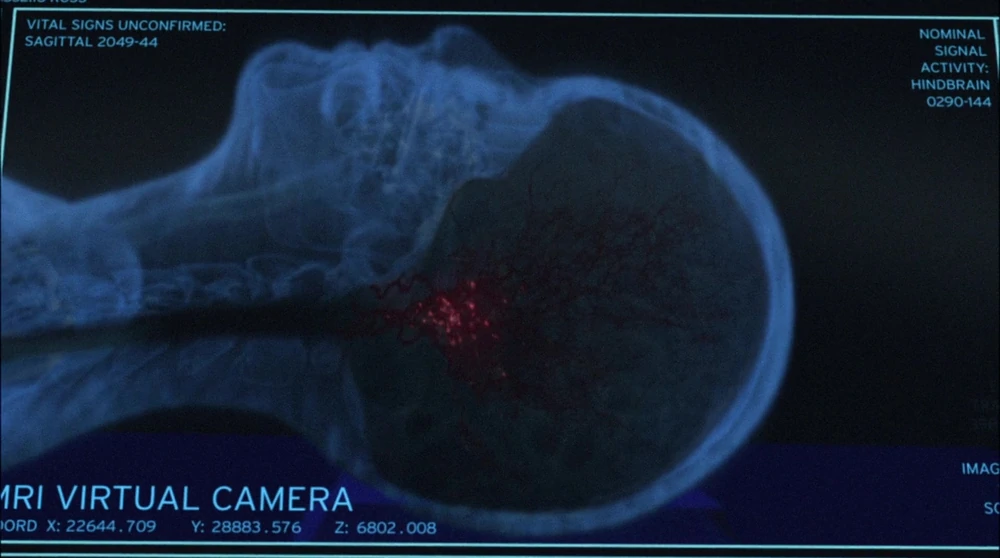 VITAL SIGNS UNCONFIRMED:
SAGITTAL 2049-44
NOMINAL
SIGNAL
ACTIVITY:
HINDBRAIN
0290-144
MRI VIRTUAL CAMERA
X: 22644.709 Y: 28883.576 Z: 6802.008